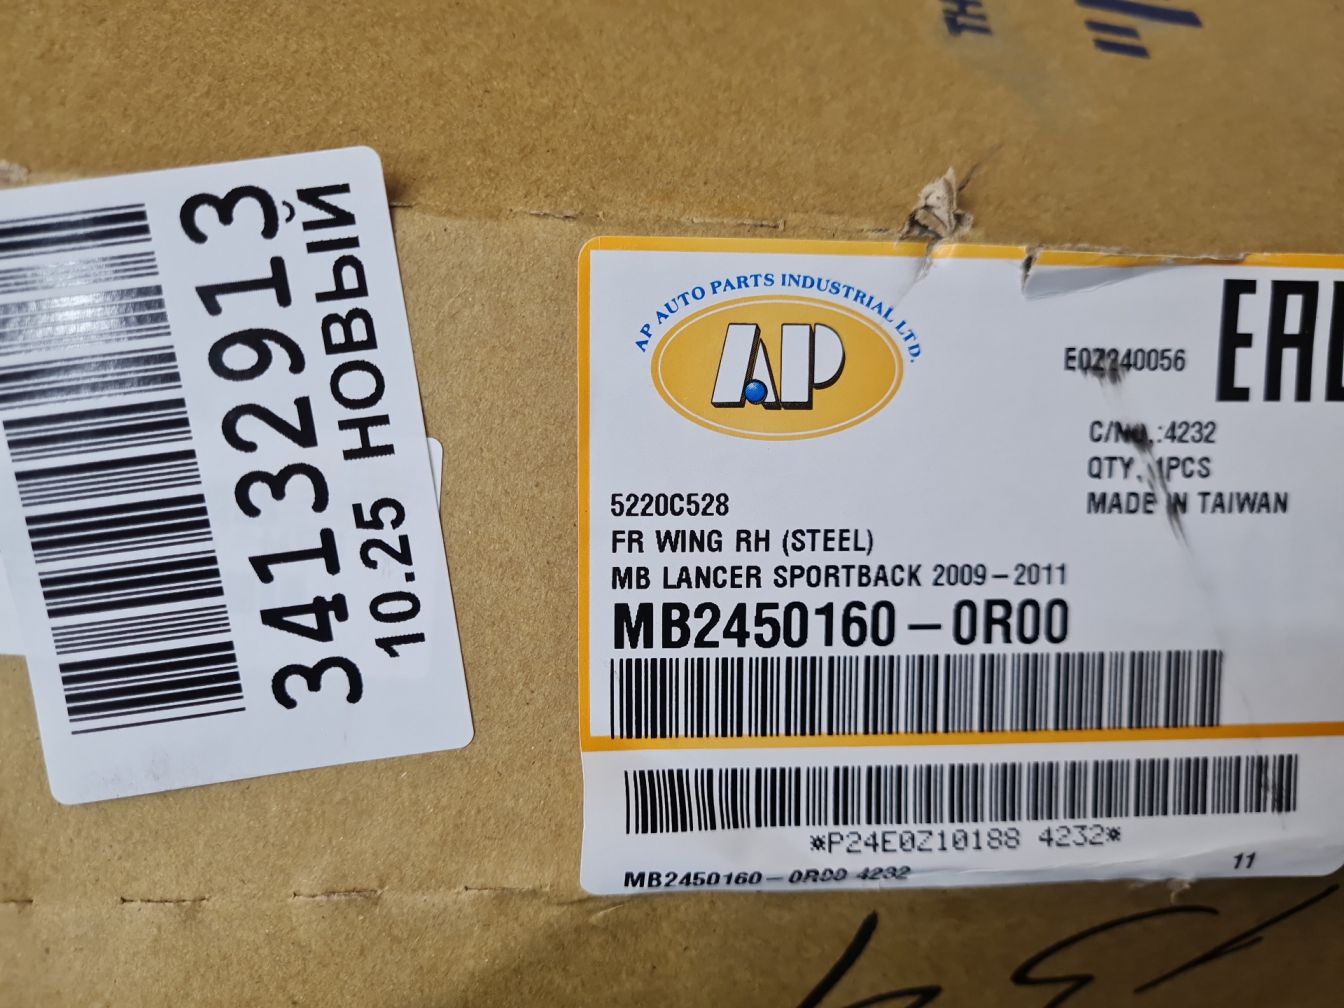 34132913
10.25 НОВЫЙ
TH
AP AUTO PARTS INDUSTRIAL LTD.
AP
EAC
E0Z240056
C/NO.:4232
QTY. 1PCS
MADE IN TAIWAN
5220C528
FR WING RH (STEEL)
MB LANCER SPORTBACK 2009-2011
MB2450160-0R00
*P24E0Z10188 4232*
MB2450160-0R00 4232
11